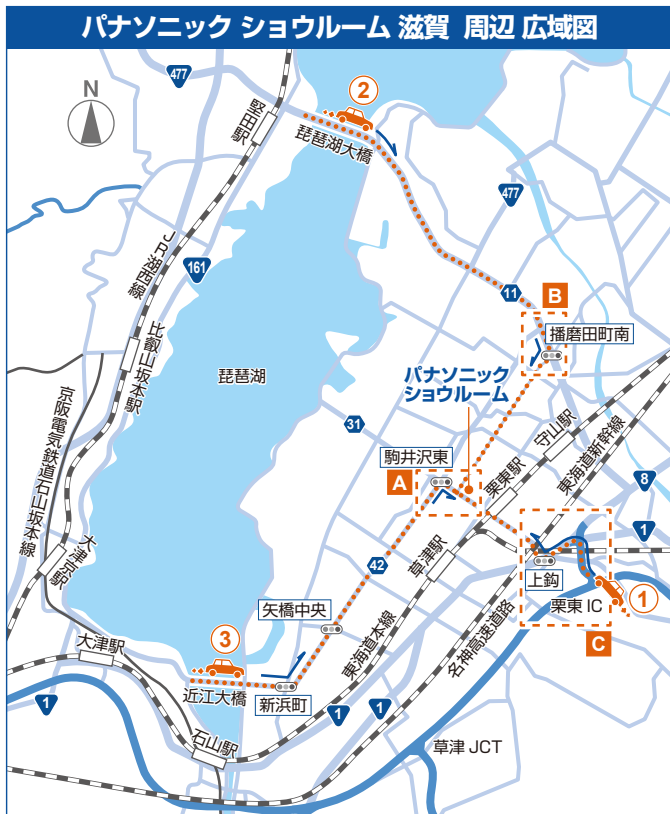 パナソニック ショウルーム 滋賀 周辺 広域図
477
N
堅田駅
2
琵琶湖大橋
477
JR湖西線
161
11
B
播磨田町南
比叡山坂本駅
琵琶湖
パナソニック
ショウルーム
京阪電気鉄道石山坂本線
31
守山駅
東海道新幹線
駒井沢東
栗東駅
A
8
1
草津駅
大津京駅
42
上鈎
栗東 IC
1
矢橋中央
名神高速道路
C
大津駅
3
東海道本線
近江大橋
新浜町
1
1
1
石山駅
草津 JCT